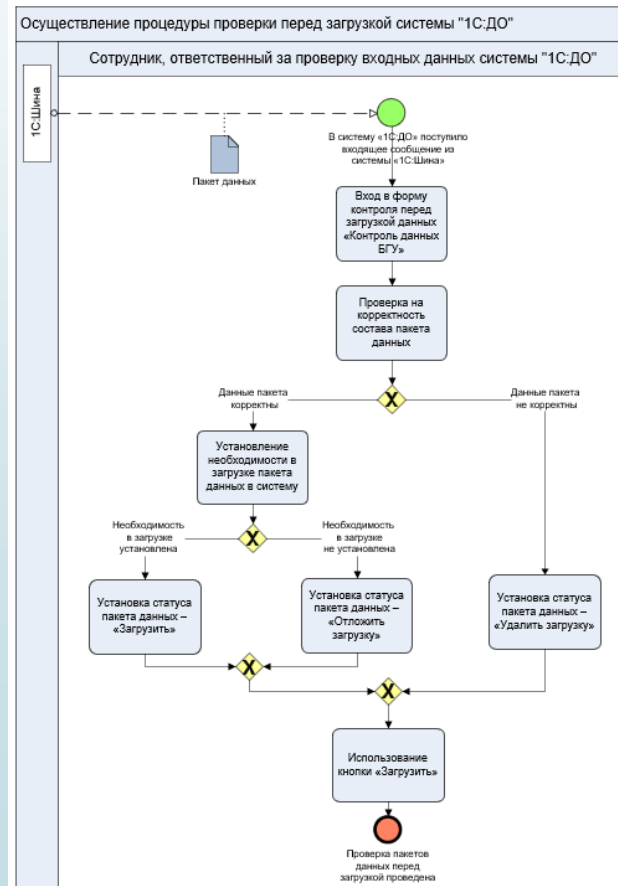 Осуществление процедуры проверки перед загрузкой системы "1С:ДО"
Сотрудник, ответственный за проверку входных данных системы "1С:ДО"
1С:Шина
В систему «1С:ДО» поступило
входящее сообщение из
системы «1С:Шина»
Пакет данных
Вход в форму
контроля перед
загрузкой данных
«Контроль данных
БГУ»
Проверка на
корректность
состава пакета
данных
Данные пакета
корректны
Данные пакета
не корректны
Установление
необходимости в
загрузке пакета
данных в систему
Необходимость
в загрузке
установлена
Необходимость
в загрузке
не установлена
Установка статуса
пакета данных –
«Загрузить»
Установка статуса
пакета данных –
«Отложить
загрузку»
Установка статуса
пакета данных –
«Удалить загрузку»
Использование
кнопки «Загрузить»
Проверка пакетов
данных перед
загрузкой проведена